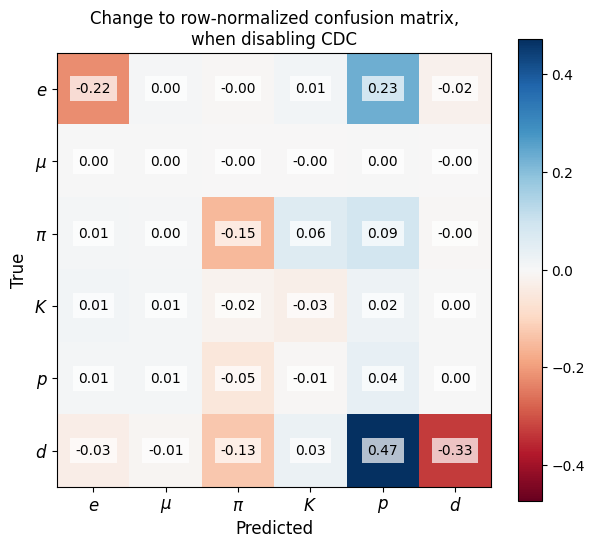 Change to row-normalized confusion matrix,
when disabling CDC
e -0.22 0.00 -0.00 0.01 0.23 -0.02
μ 0.00 0.00 -0.00 -0.00 0.00 -0.00
π 0.01 0.00 -0.15 0.06 0.09 -0.00
K 0.01 0.01 -0.02 -0.03 0.02 0.00
p 0.01 0.01 -0.05 -0.01 0.04 0.00
d -0.03 -0.01 -0.13 0.03 0.47 -0.33
e μ π K p d
Predicted
True
0.4
0.2
0.0
−0.2
−0.4